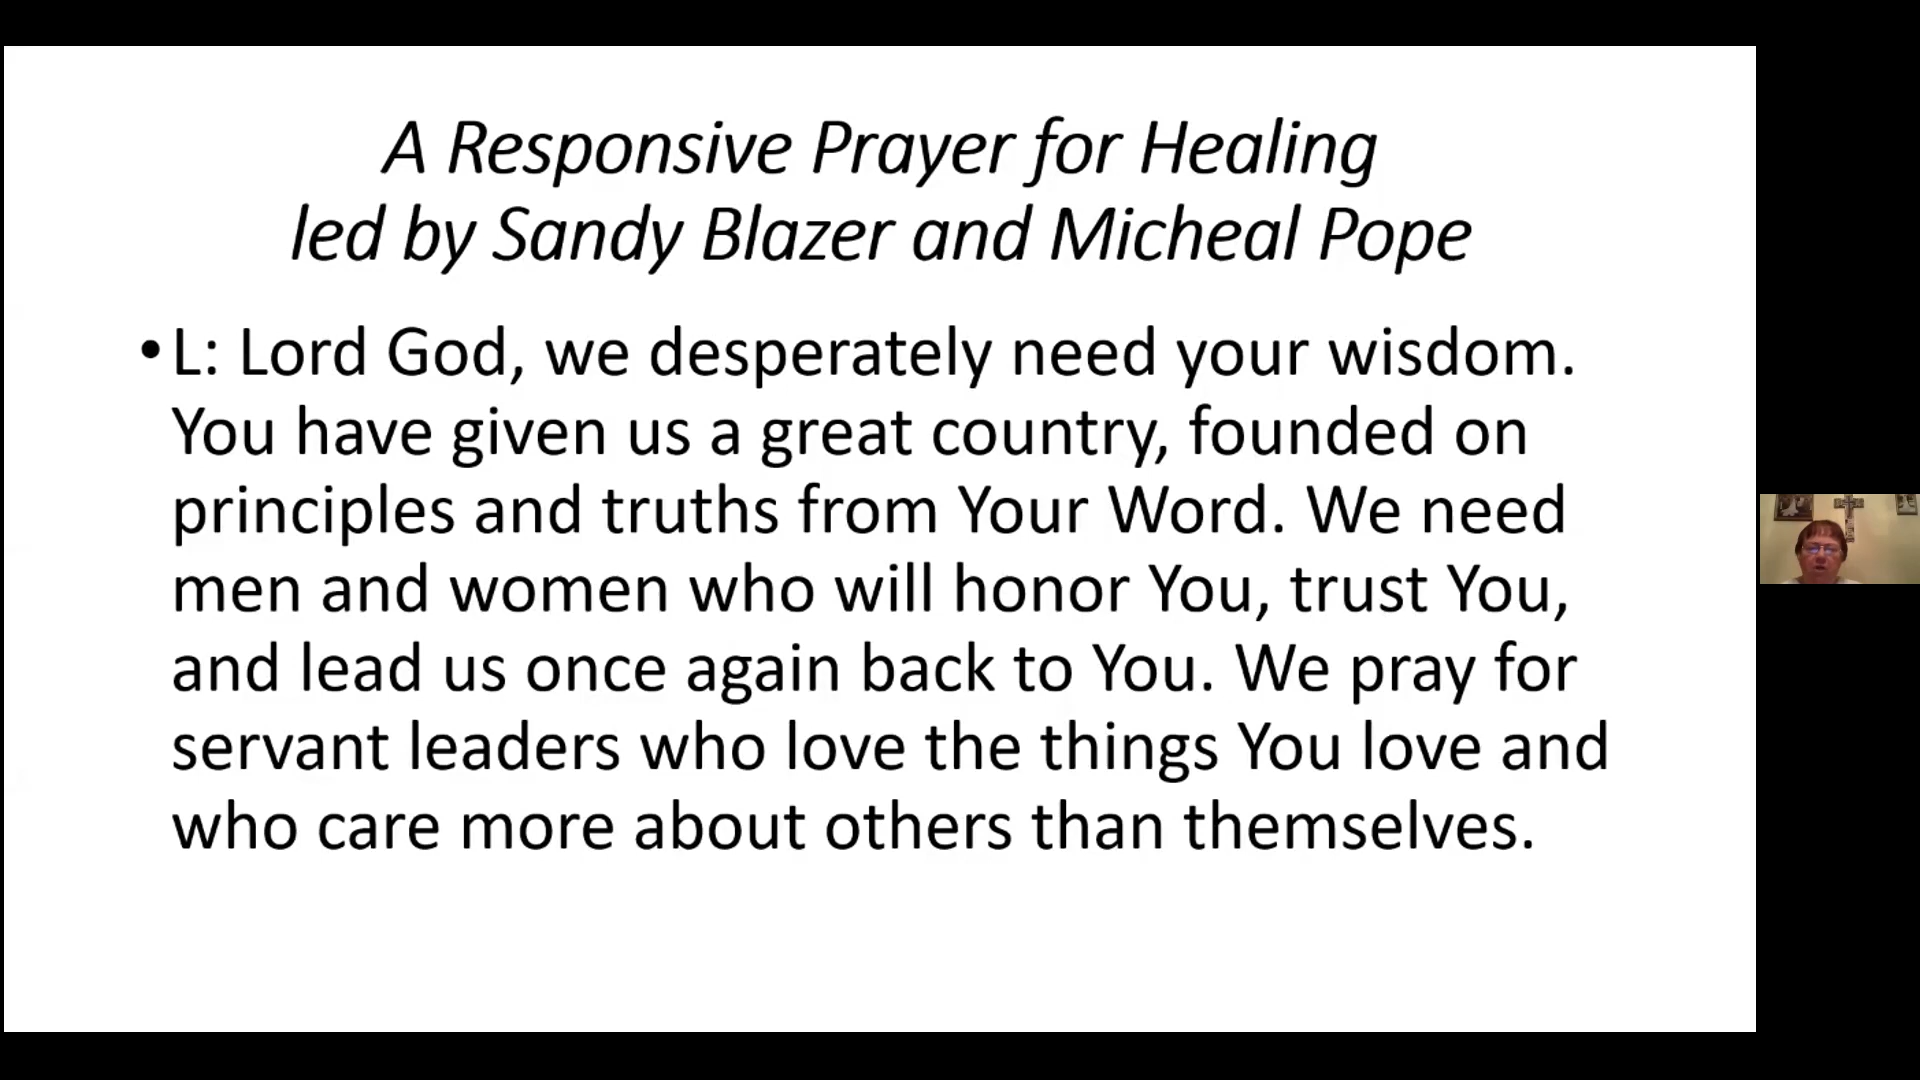 A Responsive Prayer for Healing
led by Sandy Blazer and Micheal Pope
•L: Lord God, we desperately need your wisdom.
You have given us a great country, founded on
principles and truths from Your Word. We need
men and women who will honor You, trust You,
and lead us once again back to You. We pray for
servant leaders who love the things You love and
who care more about others than themselves.